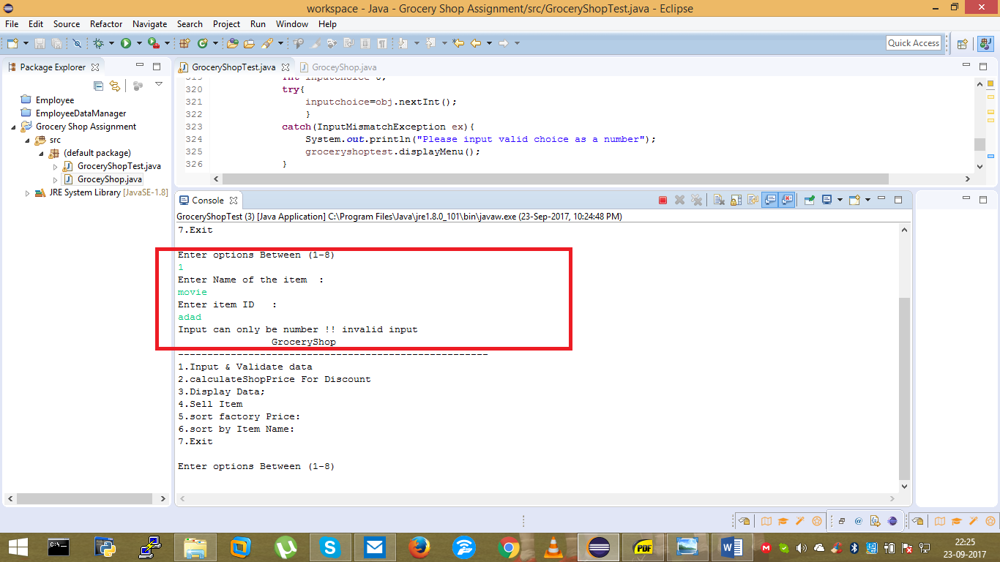 workspace - Java - Grocery Shop Assignment/src/GroceryShopTest.java - Eclipse
File Edit Source Refactor Navigate Search Project Run Window Help
Quick Access
Package Explorer
Employee
EmployeeDataManager
Grocery Shop Assignment
src
(default package)
GroceryShopTest.java
GroceyShop.java
JRE System Library [JavaSE-1.8]
GroceryShopTest.java GroceyShop.java
320 try{
321 inputchoice=obj.nextInt();
322 }
323 catch(InputMismatchException ex){
324 System.out.println("Please input valid choice as a number");
325 groceryshoptest.displayMenu();
326 }
Console
GroceryShopTest (3) [Java Application] C:\Program Files\Java\jre1.8.0_101\bin\javaw.exe (23-Sep-2017, 10:24:48 PM)
7.Exit
Enter options Between (1-8)
1
Enter Name of the item :
movie
Enter item ID :
adad
Input can only be number !! invalid input
GroceryShop
-----------------------------------------------------
1.Input & Validate data
2.calculateShopPrice For Discount
3.Display Data;
4.Sell Item
5.sort factory Price:
6.sort by Item Name:
7.Exit
Enter options Between (1-8)
PDF
22:25
23-09-2017